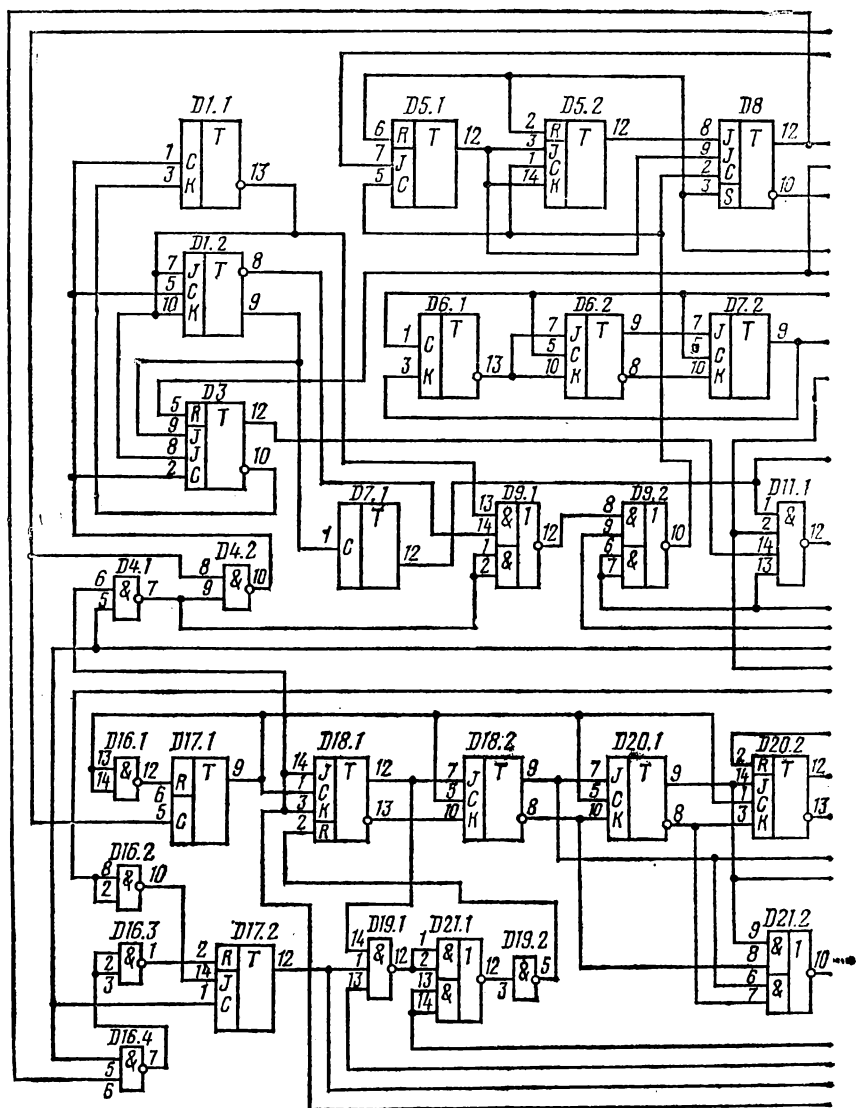 D1.1
1 C T
3 K
13
D5.1
6 R T
7 J
5 C
12
D5.2
2 R T
3 J
1 C
14 K
12
D8
8 J T
9 J
2 C
3 S
12
10
D1.2
7 J T
5 C
10 K
8
9
D6.1
1 C T
3 K
13
D6.2
7 J T
5 C
10 K
9
8
D7.2
7 J T
5 C
10 K
9
D3
5 R T
9 J
8 J
2 C
12
10
D7.1
1 C T
12
D9.1
13 & 1
14
1 &
2
12
D9.2
8 & 1
9
6 &
7
10
D11.1
1 &
2
14
13
12
D4.1
6 &
5
7
D4.2
8 &
9
10
D16.1
13 &
14
12
D17.1
R T
6
5 C
9
D18.1
14 J T
1 C
3 K
2 R
12
13
D18.2
7 J T
5 C
10 K
9
8
D20.1
7 J T
5 C
10 K
9
8
D20.2
2 R T
14 J
1 C
3 K
12
13
D16.2
8 &
2
10
D16.3
2 &
3
1
D17.2
2 R T
14 J
1 C
12
D19.1
14 &
1
13
12
D21.1
1 & 1
2
13 &
14
12
D19.2
3 &
5
D21.2
9 & 1
8
6 &
7
10
D16.4
5 &
6
7